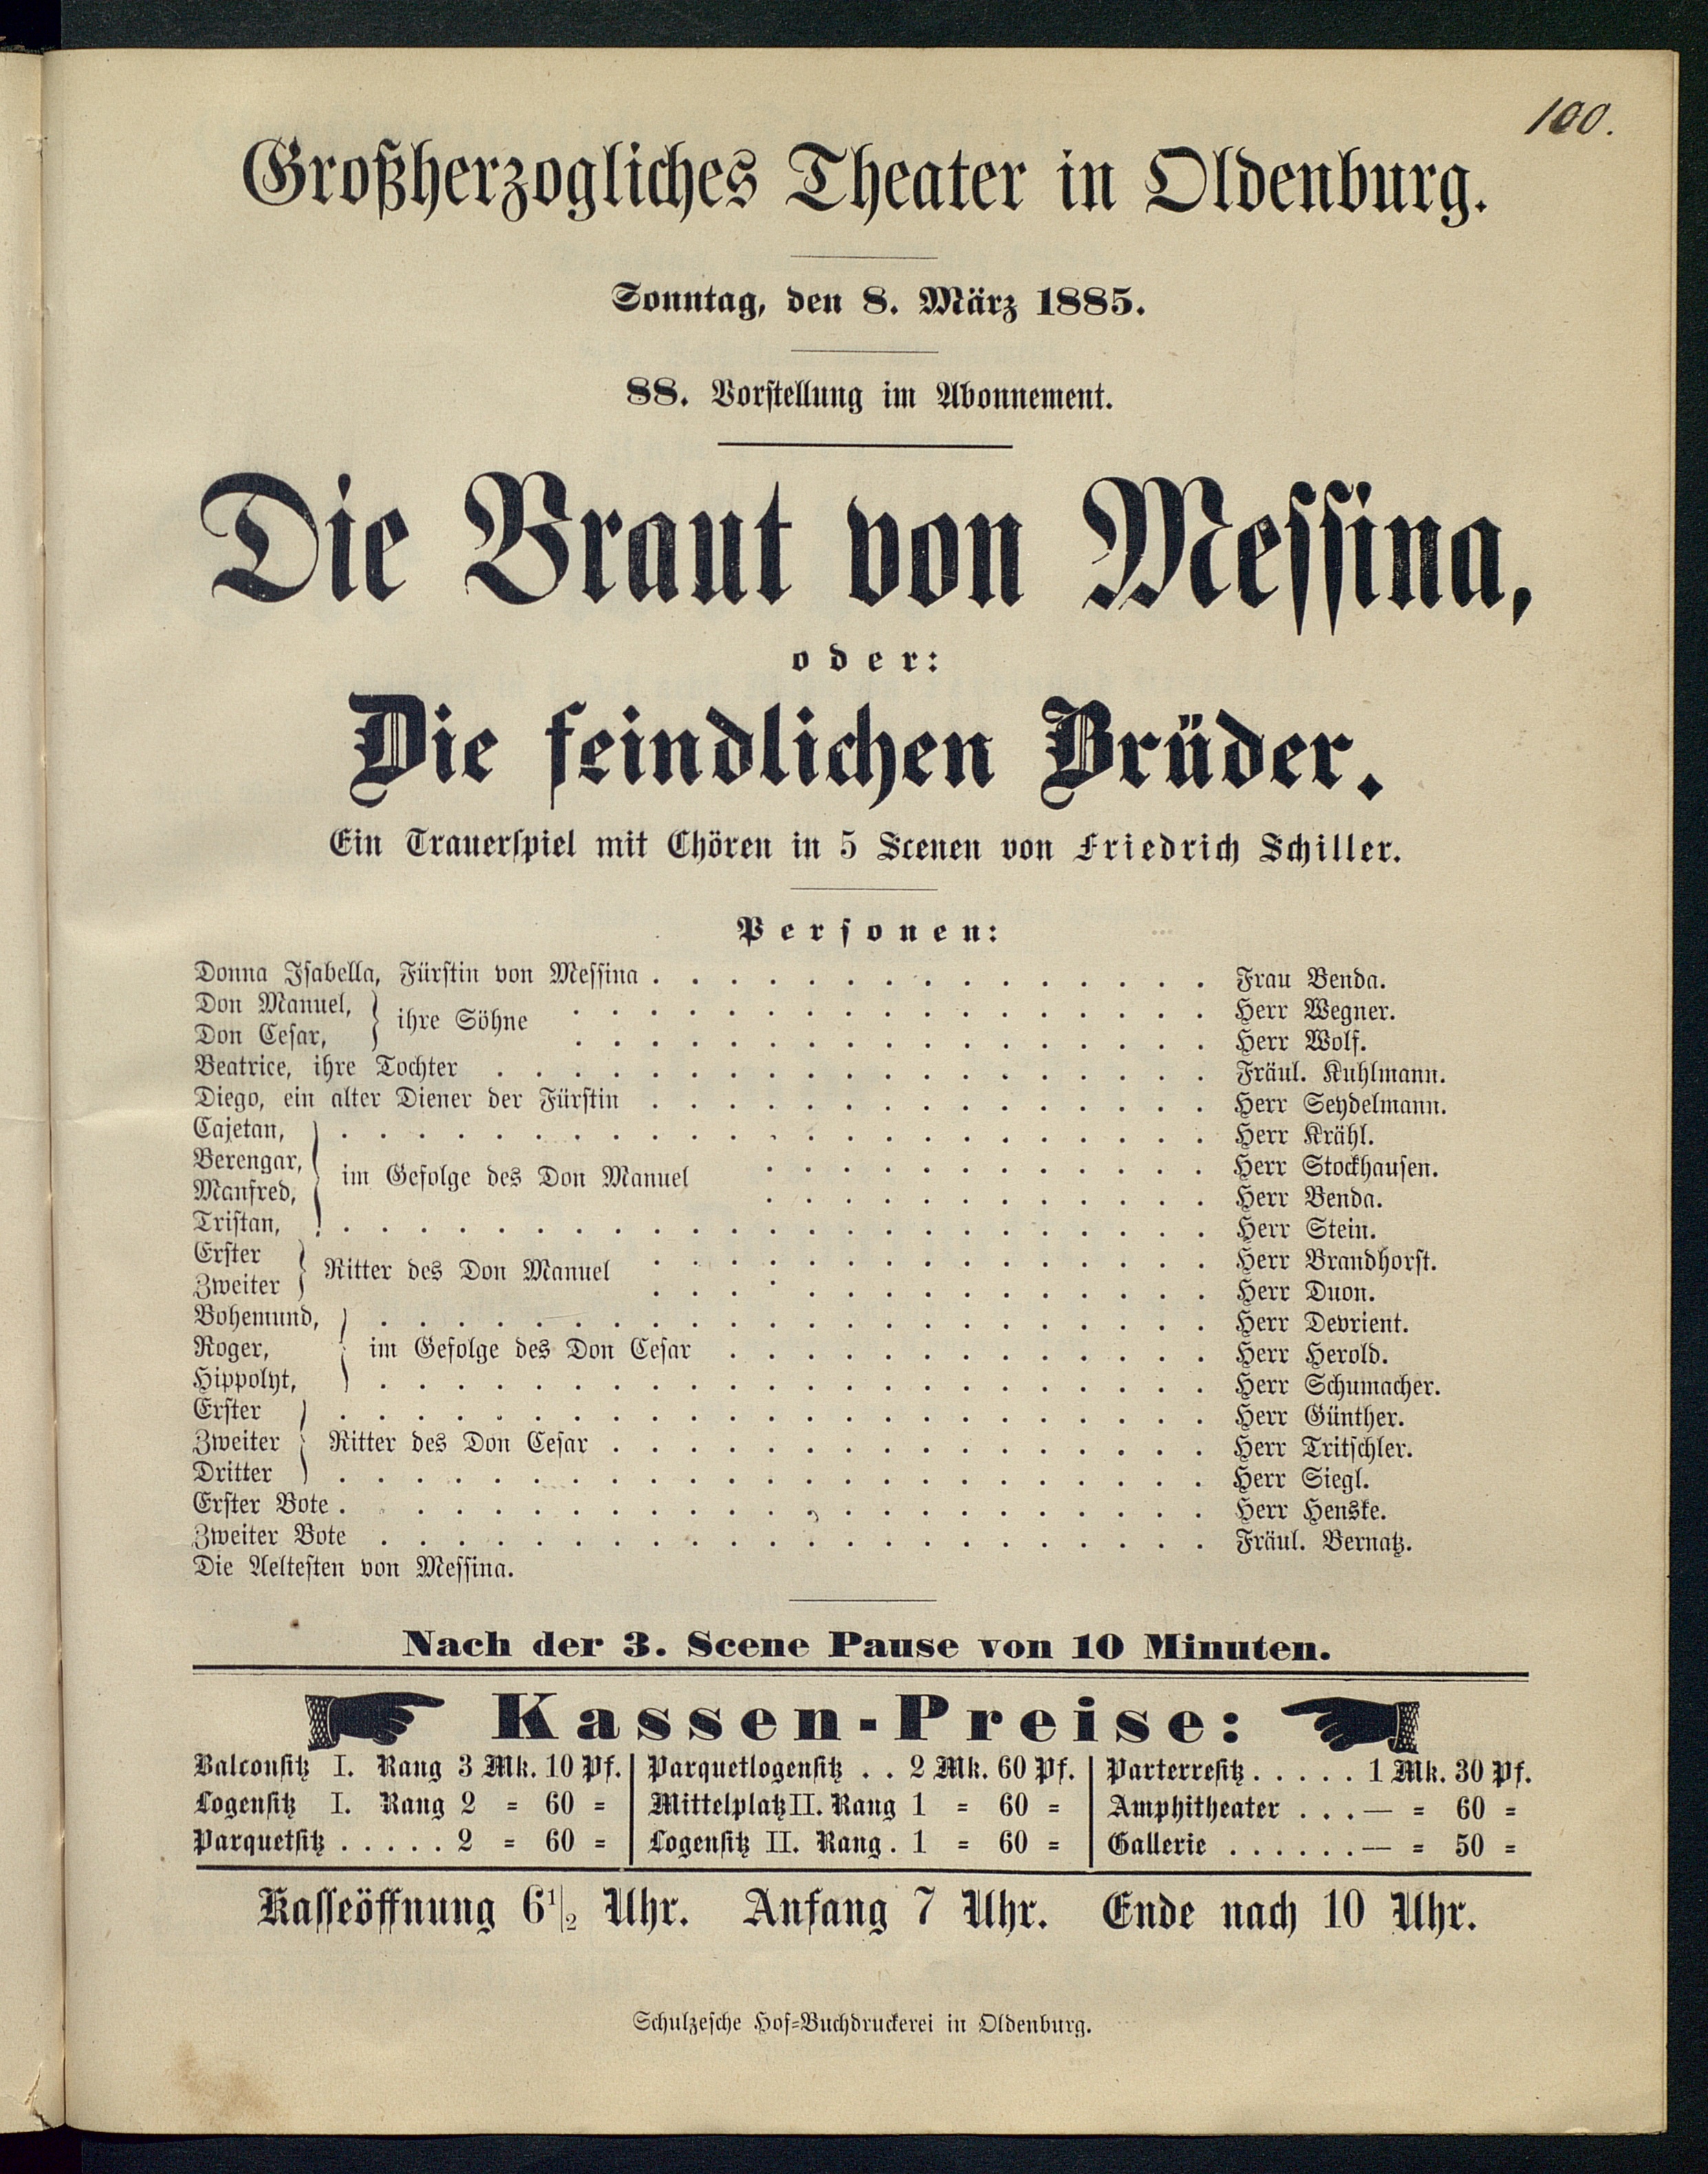 100.
Großherzogliches Theater in Oldenburg.
Sonntag, den 8. März 1885.
88. Vorstellung im Abonnement.
Die Braut von Messina,
oder:
Die feindlichen Brüder.
Ein Trauerspiel mit Chören in 5 Scenen von Friedrich Schiller.
Personen:
Donna Isabella, Fürstin von Messina . . . . . . . . . . . . . . . Frau Benda.
Don Manuel, } ihre Söhne . . . . . . . . . . . . . . . . . Herr Wegner.
Don Cesar, . . . . . . . . . . . . . . . . . Herr Wolf.
Beatrice, ihre Tochter . . . . . . . . . . . . . . . . . . . Fräul. Kuhlmann.
Diego, ein alter Diener der Fürstin . . . . . . . . . . . . . . . Herr Seydelmann.
Cajetan, . . . . . . . . . . . . . . . . . . . . . . . Herr Krähl.
Berengar, } im Gefolge des Don Manuel . . . . . . . . . . . . Herr Stockhausen.
Manfred, . . . . . . . . . . . . Herr Benda.
Tristan, . . . . . . . . . . . . . . . . . . . . . . . Herr Stein.
Erster } Ritter des Don Manuel . . . . . . . . . . . . . . . Herr Brandhorst.
Zweiter . . . . . . . . . . . . . . . Herr Duon.
Bohemund, . . . . . . . . . . . . . . . . . . . . . . Herr Devrient.
Roger, } im Gefolge des Don Cesar . . . . . . . . . . . . . Herr Herold.
Hippolyt, . . . . . . . . . . . . . . . . . . . . . . Herr Schumacher.
Erster . . . . . . . . . . . . . . . . . . . . . . . Herr Günther.
Zweiter } Ritter des Don Cesar . . . . . . . . . . . . . . . . Herr Tritschler.
Dritter . . . . . . . . . . . . . . . . . . . . . . . Herr Siegl.
Erster Bote . . . . . . . . . . . . . . . . . . . . . . Herr Henske.
Zweiter Bote . . . . . . . . . . . . . . . . . . . . . . Fräul. Bernatz.
Die Aeltesten von Messina.
Nach der 3. Scene Pause von 10 Minuten.
Kassen-Preise:
Balconsitz I. Rang 3 Mk. 10 Pf. | Parquetlogensitz . . 2 Mk. 60 Pf. | Parterresitz . . . . . 1 Mk. 30 Pf.
Logensitz I. Rang 2 = 60 = | Mittelplatz II. Rang 1 = 60 = | Amphitheater . . . — = 60 =
Parquetsitz . . . . . 2 = 60 = | Logensitz II. Rang . 1 = 60 = | Gallerie . . . . . . — = 50 =
Kasseöffnung 6 1/2 Uhr. Anfang 7 Uhr. Ende nach 10 Uhr.
Schulzesche Hof=Buchdruckerei in Oldenburg.